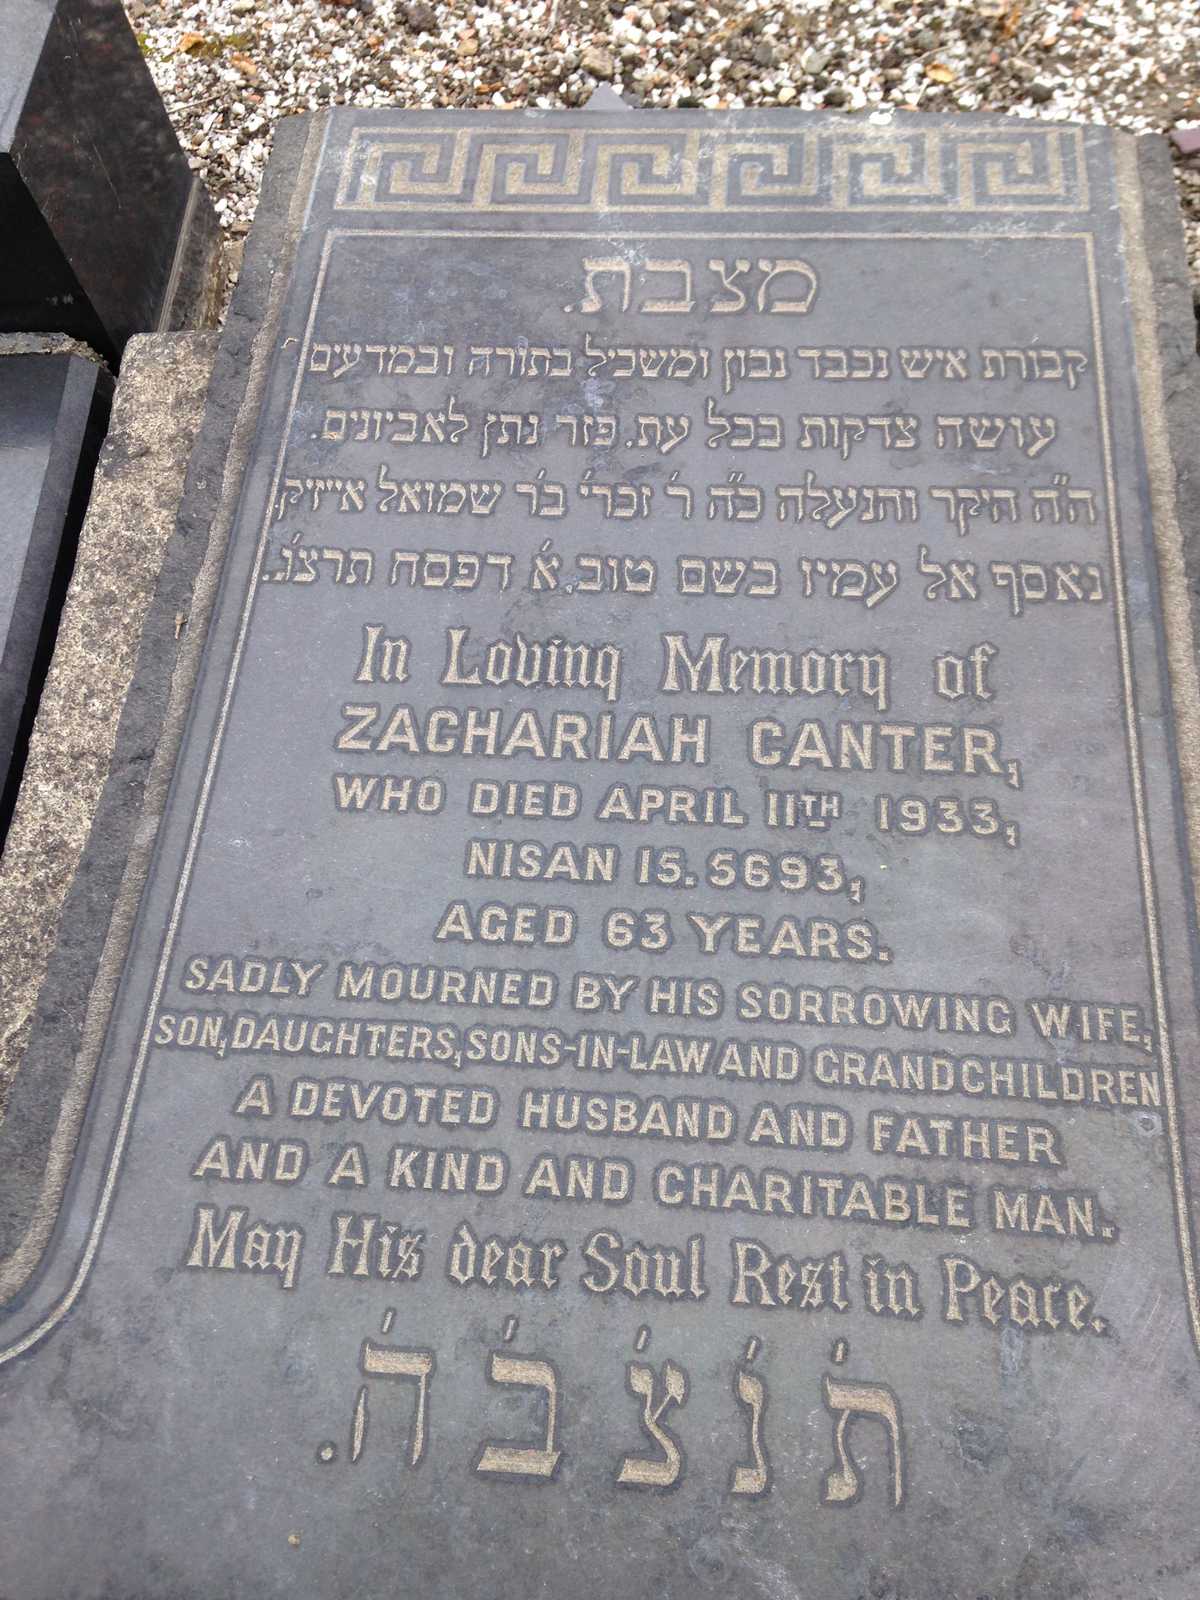 מצבת.
קבורת איש נכבד נבון ומשכיל בתורה ובמדעים
עושה צדקות בכל עת. פזר נתן לאביונים.
ה"ה היקר והנעלה כ"ה ר' זכרי' ב"ר שמואל אייזיק
נאסף אל עמיו בשם טוב. א' דפסח תרצ"ג.
In Loving Memory of
ZACHARIAH CANTER,
WHO DIED APRIL 11TH 1933,
NISAN 15. 5693,
AGED 63 YEARS.
SADLY MOURNED BY HIS SORROWING WIFE,
SON, DAUGHTERS, SONS-IN-LAW AND GRANDCHILDREN
A DEVOTED HUSBAND AND FATHER
AND A KIND AND CHARITABLE MAN.
May His dear Soul Rest in Peace.
ת'נ'צ'ב'ה'.